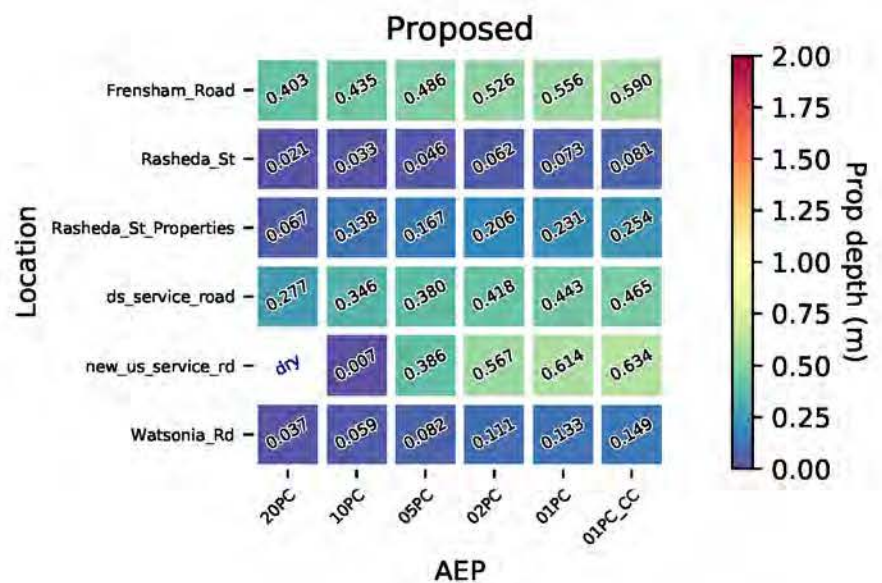 Proposed
Frensham_Road
0.403 0.435 0.486 0.526 0.556 0.590
Rasheda_St
0.021 0.033 0.046 0.062 0.073 0.081
Rasheda_St_Properties
0.067 0.138 0.167 0.206 0.231 0.254
ds_service_road
0.277 0.346 0.380 0.418 0.443 0.465
new_us_service_rd
dry 0.007 0.386 0.567 0.614 0.634
Watsonia_Rd
0.037 0.059 0.082 0.111 0.133 0.149
20PC 10PC 05PC 02PC 01PC 01PC_CC
AEP
Location
2.00
1.75
1.50
1.25
1.00
0.75
0.50
0.25
0.00
Prop depth (m)